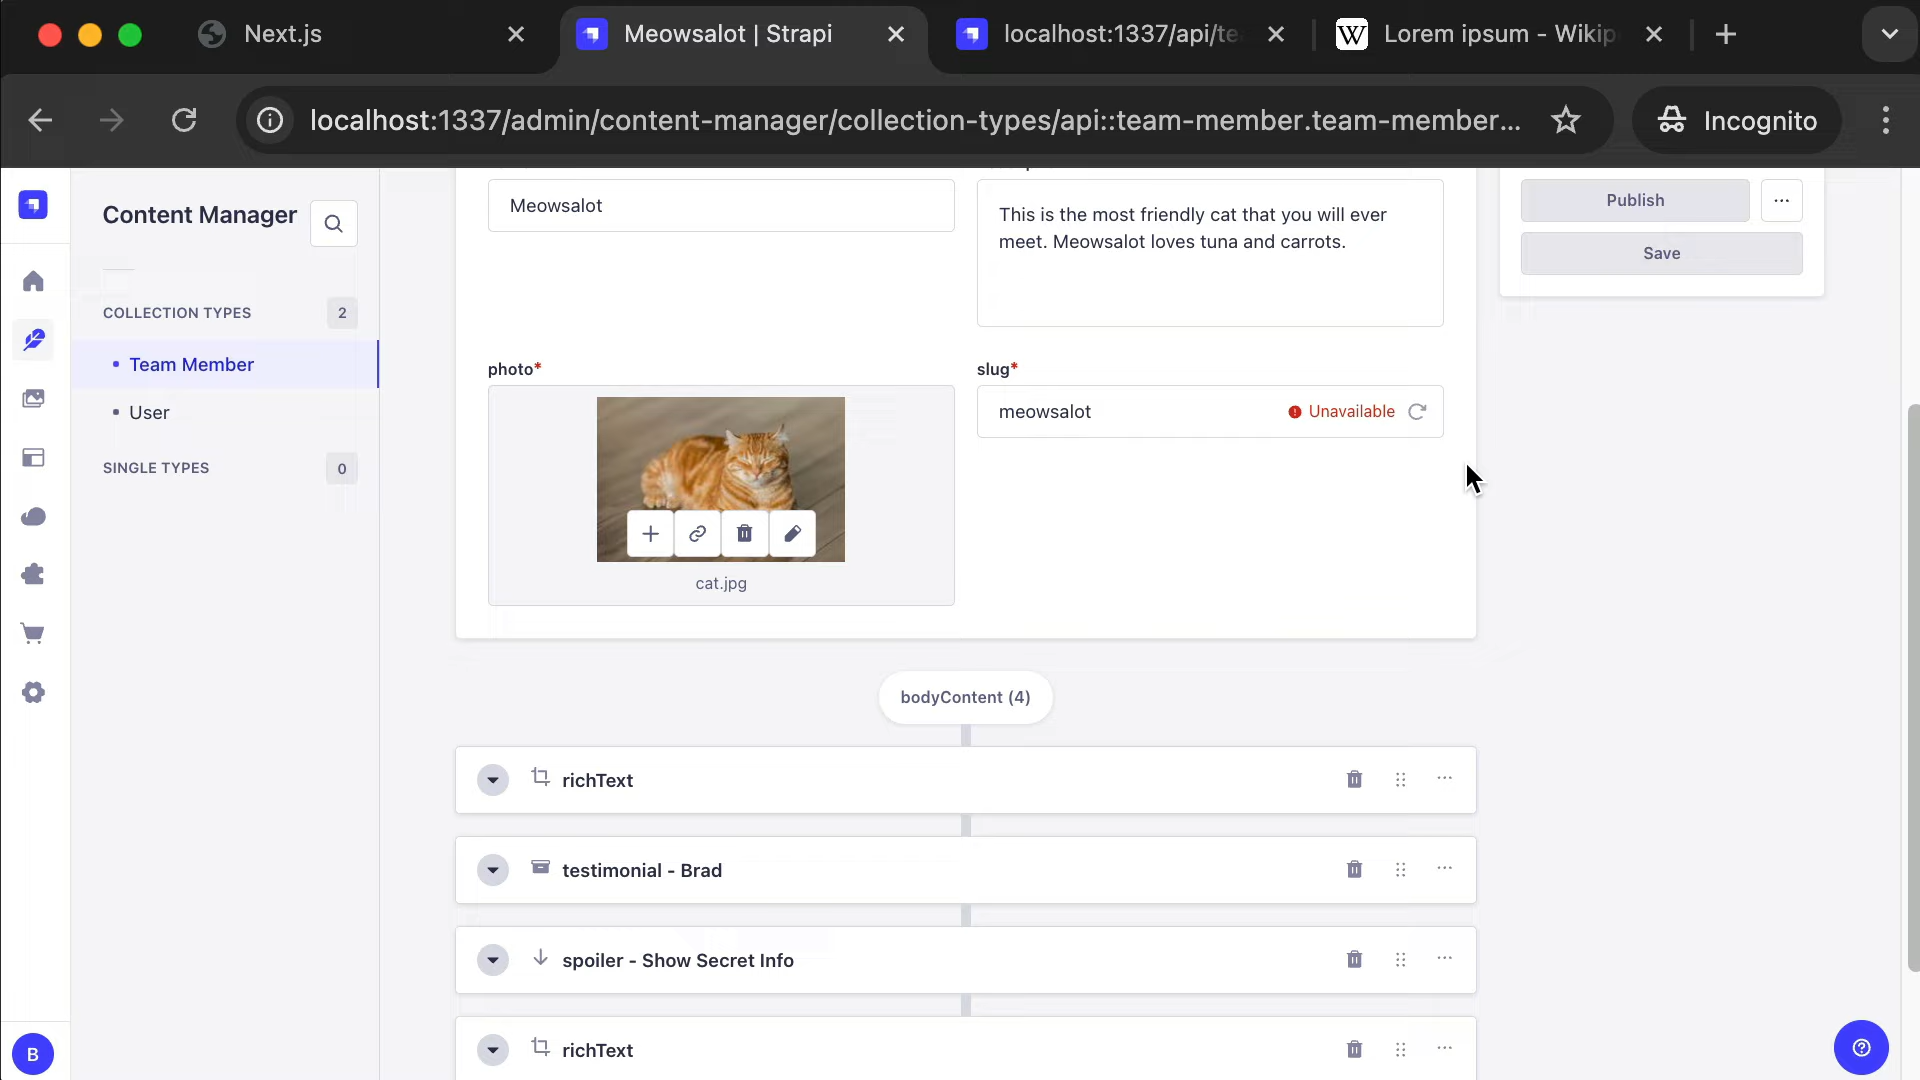 Next.js
Meowsalot | Strapi
localhost:1337/api/te
Lorem ipsum - Wikip
localhost:1337/admin/content-manager/collection-types/api::team-member.team-member...
Incognito
Content Manager
COLLECTION TYPES
2
Team Member
User
SINGLE TYPES
0
B
Meowsalot
This is the most friendly cat that you will ever
meet. Meowsalot loves tuna and carrots.
photo*
cat.jpg
slug*
meowsalot
Unavailable
Publish
Save
bodyContent (4)
richText
testimonial - Brad
spoiler - Show Secret Info
richText